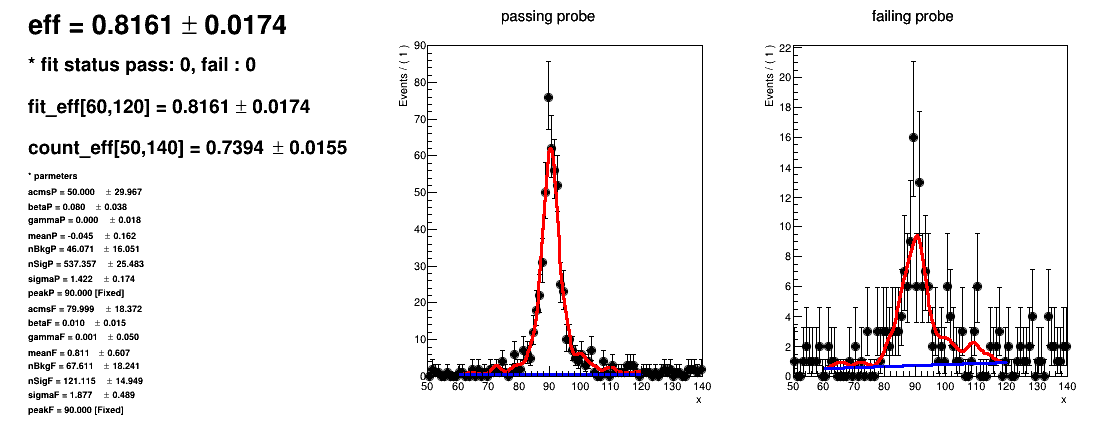 eff = 0.8161 ± 0.0174
* fit status pass: 0, fail : 0
fit_eff[60,120] = 0.8161 ± 0.0174
count_eff[50,140] = 0.7394 ± 0.0155
* parmeters
acmsP = 50.000 ± 29.967
betaP = 0.080 ± 0.038
gammaP = 0.000 ± 0.018
meanP = -0.045 ± 0.162
nBkgP = 46.071 ± 16.051
nSigP = 537.357 ± 25.483
sigmaP = 1.422 ± 0.174
peakP = 90.000 [Fixed]
acmsF = 79.999 ± 18.372
betaF = 0.010 ± 0.015
gammaF = 0.001 ± 0.050
meanF = 0.811 ± 0.607
nBkgF = 67.611 ± 18.241
nSigF = 121.115 ± 14.949
sigmaF = 1.877 ± 0.489
peakF = 90.000 [Fixed]
passing probe
Events / ( 1 )
90
80
70
60
50
40
30
20
10
0
50 60 70 80 90 100 110 120 130 140
x
failing probe
Events / ( 1 )
22
20
18
16
14
12
10
8
6
4
2
0
50 60 70 80 90 100 110 120 130 140
x